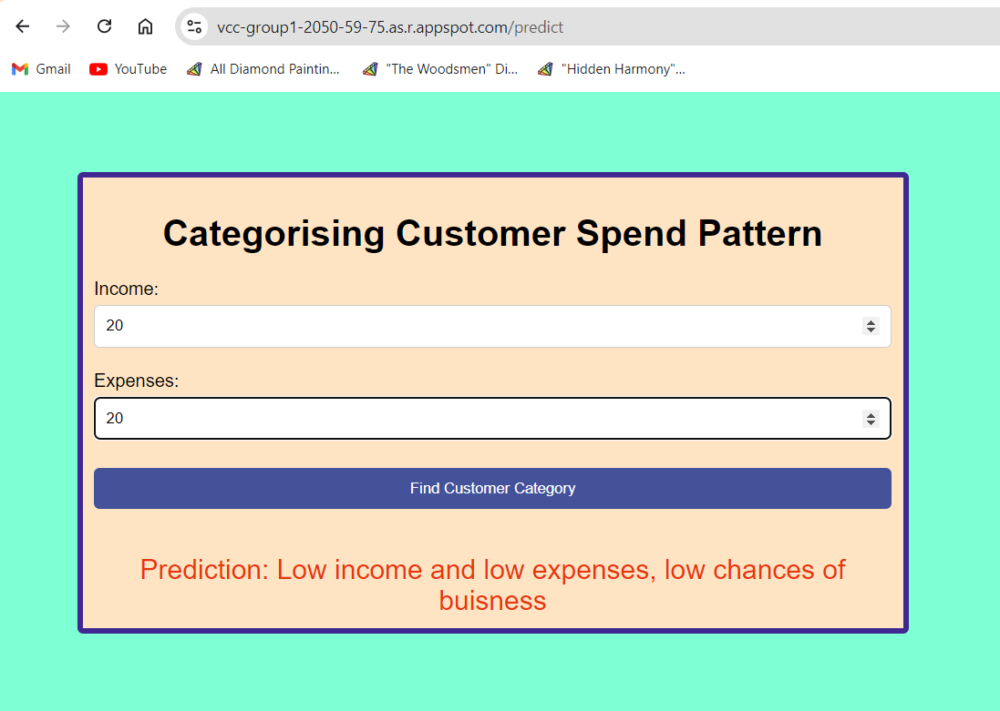 vcc-group1-2050-59-75.as.r.appspot.com/predict
Gmail YouTube All Diamond Paintin... "The Woodsmen" Di... "Hidden Harmony"...
Categorising Customer Spend Pattern
Income:
20
Expenses:
20
Find Customer Category
Prediction: Low income and low expenses, low chances of
buisness